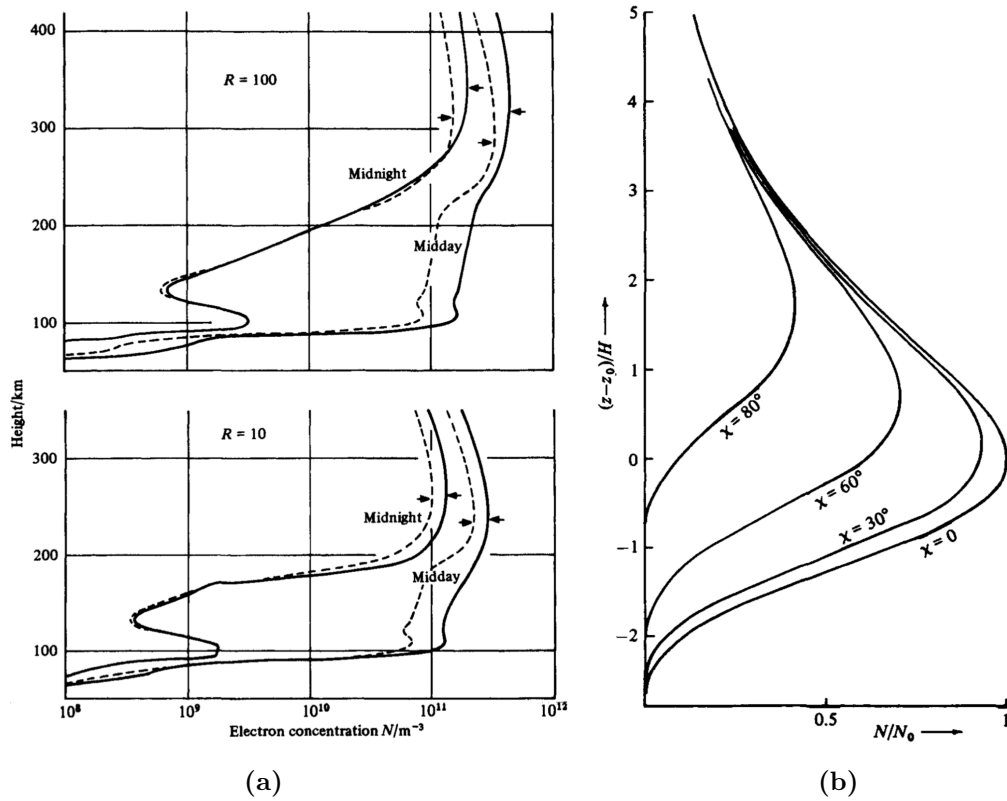 400
R = 100
300
Midnight
200
Midday
100
Height/km
R = 10
300
Midnight
200
Midday
100
10⁸
10⁹
10¹⁰
10¹¹
10¹²
Electron concentration N/m⁻³
(a)
5
4
3
2
1
0
−1
−2
(z−z₀)/H
χ = 80°
χ = 60°
χ = 30°
χ = 0
0.5
1
N/N₀
(b)